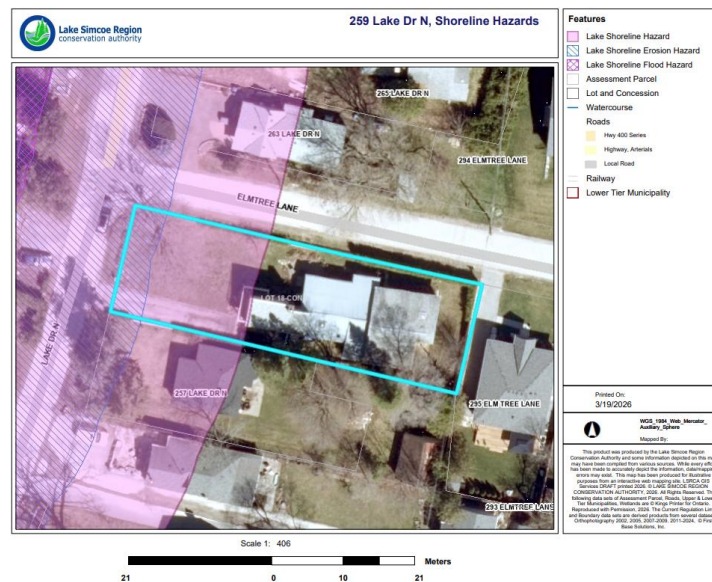 Lake Simcoe Region
conservation authority
259 Lake Dr N, Shoreline Hazards
Features
Lake Shoreline Hazard
Lake Shoreline Erosion Hazard
Lake Shoreline Flood Hazard
Assessment Parcel
Lot and Concession
Watercourse
Roads
Hwy 400 Series
Highway, Arterials
Local Road
Railway
Lower Tier Municipality
265 LAKE DR N
263 LAKE DR N
294 ELMTREE LANE
ELMTREE LANE
LOT-18-CON
LAKE DR N
257 LAKE DR N
295 ELM TREE LANE
293 ELMTREE LANE
Printed On:
3/19/2026
WGS_1984_Web_Mercator_
Auxiliary_Sphere
Mapped By:
This product was produced by the Lake Simcoe Region
Conservation Authority and some information depicted on this m
may have been compiled from various sources. While every effo
has been made to accurately depict the information, data/mappin
errors may exist. This map has been produced for illustrative
purposes from an interactive web mapping site. LSRCA GIS
Services DRAFT printed 2026. © LAKE SIMCOE REGION
CONSERVATION AUTHORITY, 2026. All Rights Reserved. Th
following data sets of Assessment Parcel, Roads, Upper & Lowe
Tier Municipalities, Wetlands are © Kings Printer for Ontario.
Reproduced with Permission, 2026. The Current Regulation Lim
and Boundary data sets are derived products from several datase
Orthophotography 2002, 2005, 2007-2009, 2011-2024, © First
Base Solutions, Inc.
Scale 1: 406
Meters
21 0 10 21